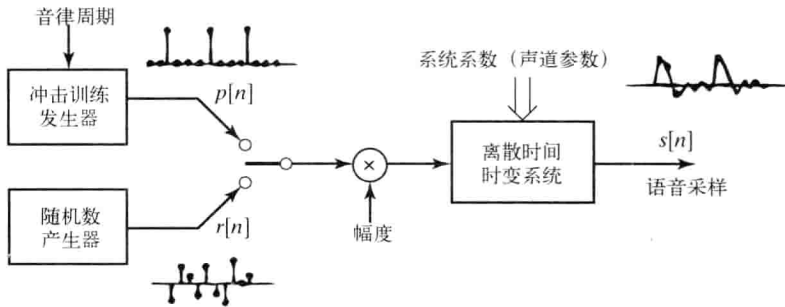 音律周期
冲击训练
发生器
p[n]
系统系数（声道参数）
×
离散时间
时变系统
s[n]
语音采样
随机数
产生器
r[n]
幅度